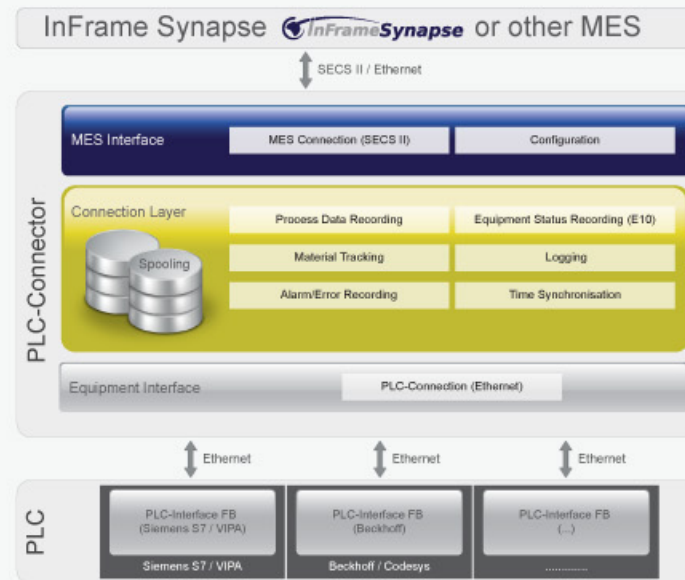 InFrame Synapse InFrameSynapse or other MES
SECS II / Ethernet
PLC-Connector
MES Interface
MES Connection (SECS II)
Configuration
Connection Layer
Spooling
Process Data Recording
Equipment Status Recording (E10)
Material Tracking
Logging
Alarm/Error Recording
Time Synchronisation
Equipment Interface
PLC-Connection (Ethernet)
Ethernet
Ethernet
Ethernet
PLC
PLC-Interface FB
(Siemens S7 / VIPA)
Siemens S7 / VIPA
PLC-Interface FB
(Beckhoff)
Beckhoff / Codesys
PLC-Interface FB
(...)
.............